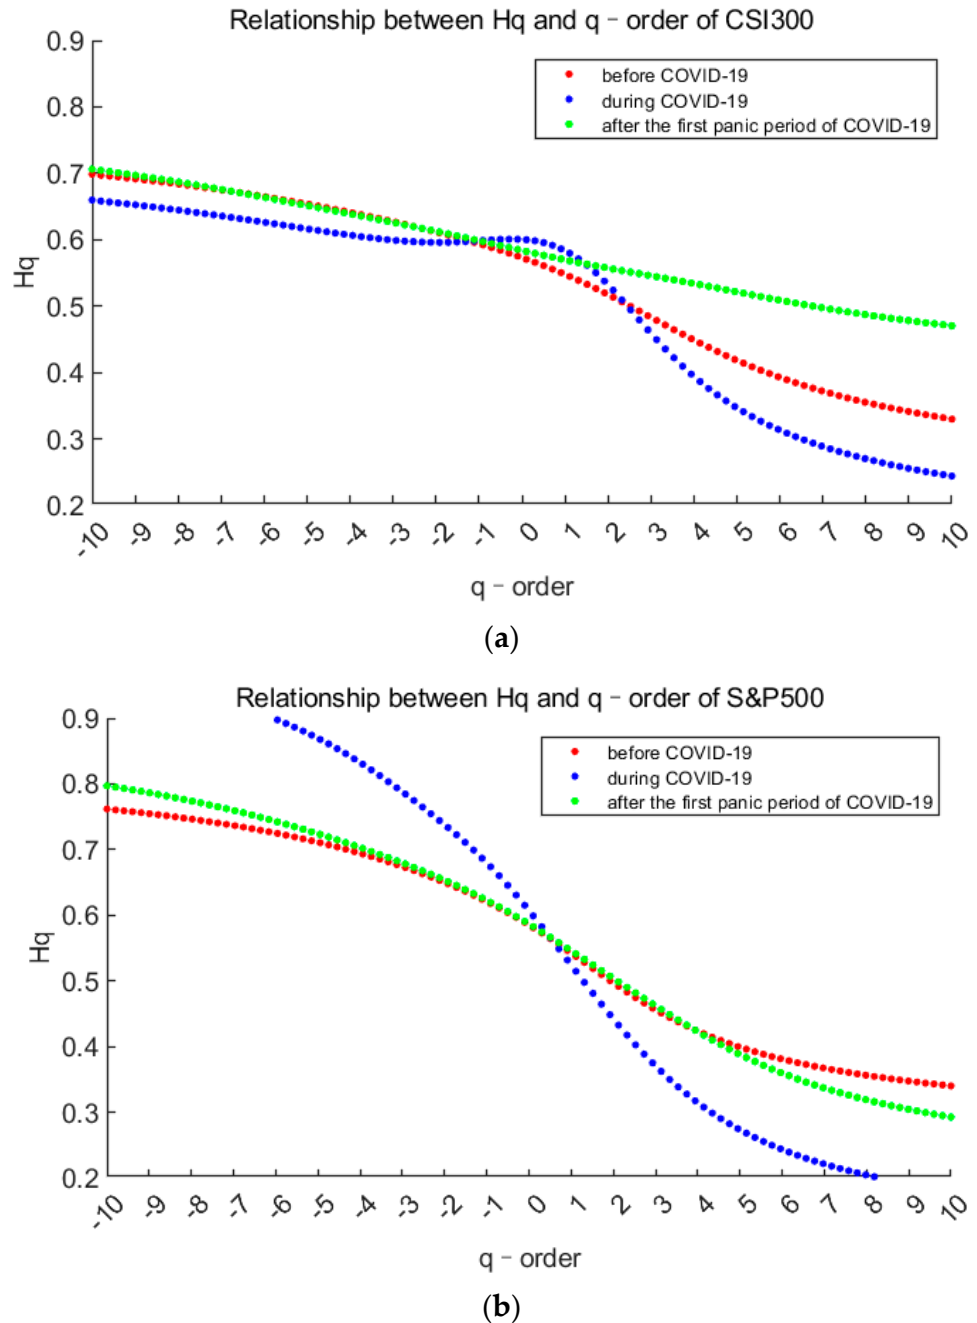 Relationship between Hq and q − order of CSI300
0.9
0.8
0.7
0.6
0.5
0.4
0.3
0.2
Hq
before COVID-19
during COVID-19
after the first panic period of COVID-19
-10 -9 -8 -7 -6 -5 -4 -3 -2 -1 0 1 2 3 4 5 6 7 8 9 10
q − order
(a)
Relationship between Hq and q − order of S&P500
0.9
0.8
0.7
0.6
0.5
0.4
0.3
0.2
Hq
before COVID-19
during COVID-19
after the first panic period of COVID-19
-10 -9 -8 -7 -6 -5 -4 -3 -2 -1 0 1 2 3 4 5 6 7 8 9 10
q − order
(b)